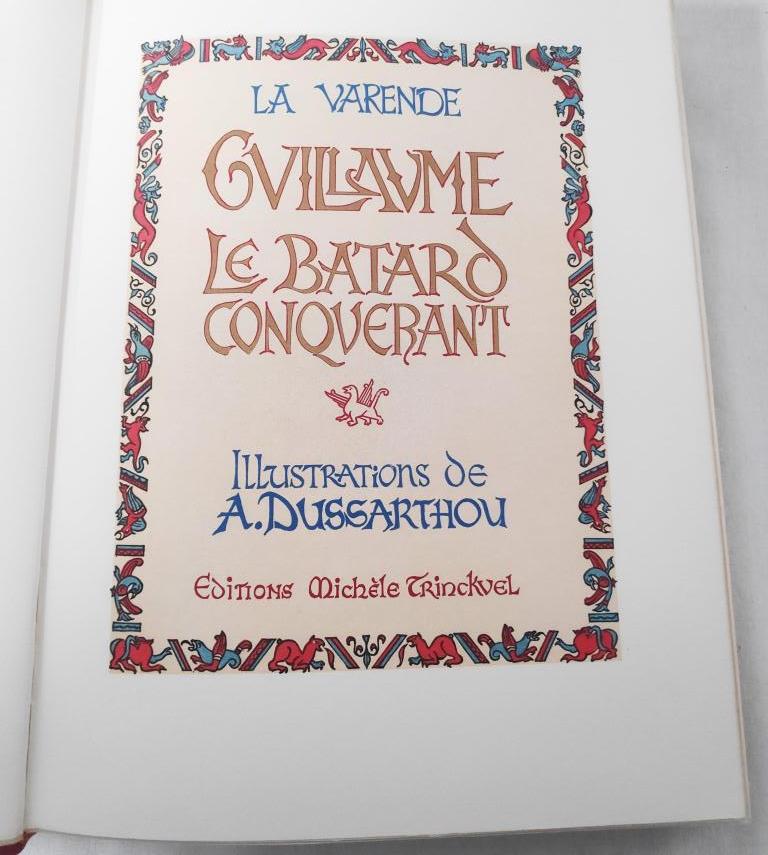 LA VARENDE
GVILLAVME
LE BATARD
CONQVERANT
ILLUSTRATIONS DE
A. DUSSARTHOU
EDITIONS Michèle TRINCKVEL